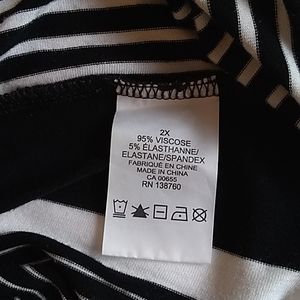 2X
95% VISCOSE
5% ÉLASTHANNE/
ELASTANE/SPANDEX
FABRIQUÉ EN CHINE
MADE IN CHINA
CA 00655
RN 138760